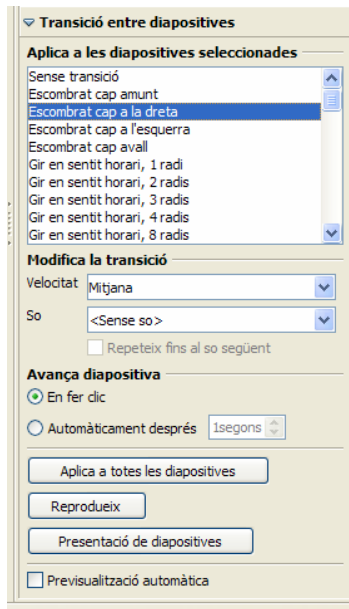 Transició entre diapositives
Aplica a les diapositives seleccionades
Sense transició
Escombrat cap amunt
Escombrat cap a la dreta
Escombrat cap a l'esquerra
Escombrat cap avall
Gir en sentit horari, 1 radi
Gir en sentit horari, 2 radis
Gir en sentit horari, 3 radis
Gir en sentit horari, 4 radis
Gir en sentit horari, 8 radis
Modifica la transició
Velocitat Mitjana
So <Sense so>
Repeteix fins al so següent
Avança diapositiva
En fer clic
Automàticament després 1segons
Aplica a totes les diapositives
Reprodueix
Presentació de diapositives
Previsualització automàtica